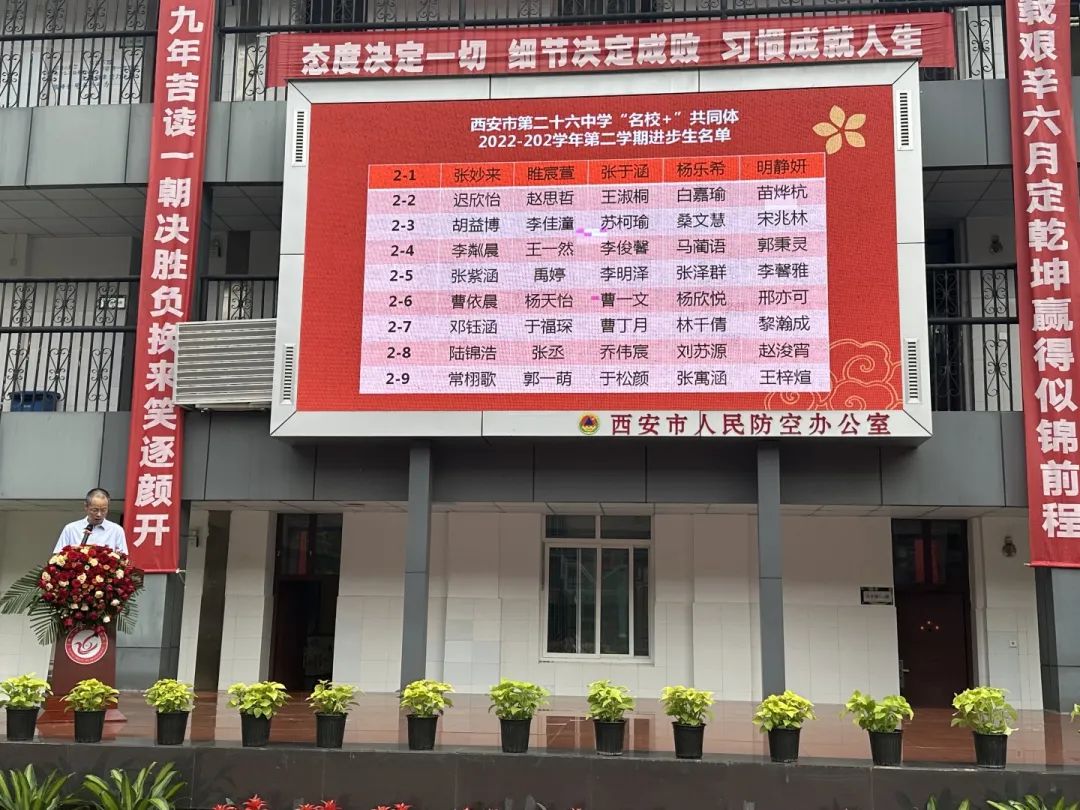 态度决定一切 细节决定成败 习惯成就人生
九年苦读一朝决胜负换来笑逐颜开
载艰辛六月定乾坤赢得似锦前程
西安市第二十六中学“名校+”共同体
2022-202学年第二学期进步生名单
2-1 张妙来 睢宸萱 张于涵 杨乐希 明静妍
2-2 迟欣怡 赵思哲 王淑桐 白嘉瑜 苗烨杭
2-3 胡益博 李佳潼 苏柯瑜 桑文慧 宋兆林
2-4 李粼晨 王一然 李俊馨 马蔺语 郭秉灵
2-5 张紫涵 禹婷 李明泽 张泽群 李馨雅
2-6 曹依晨 杨天怡 曹一文 杨欣悦 邢亦可
2-7 邓钰涵 于福琛 曹丁月 林千倩 黎瀚成
2-8 陆锦浩 张丞 乔伟宸 刘苏源 赵浚宵
2-9 常栩歌 郭一萌 于松颜 张寓涵 王梓煊
西安市人民防空办公室